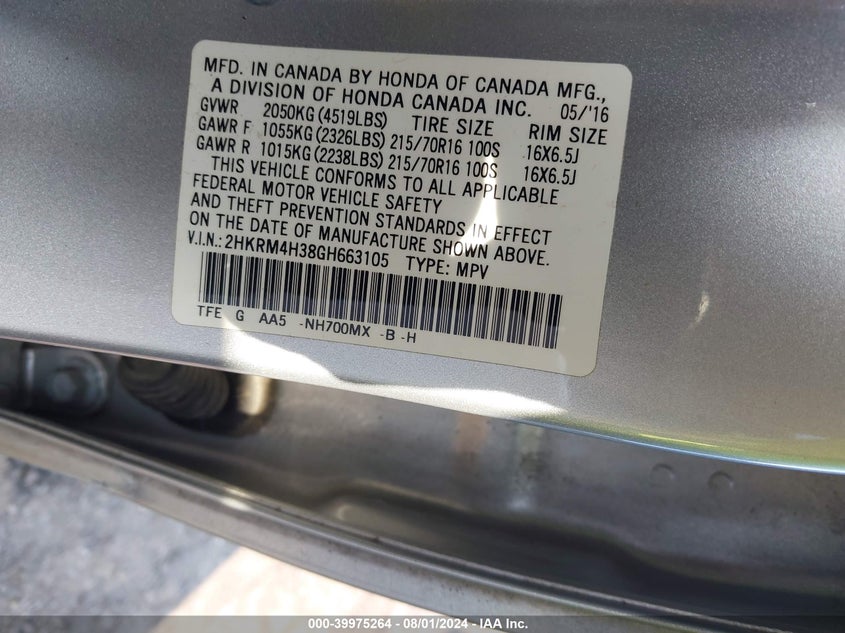 MFD. IN CANADA BY HONDA OF CANADA MFG.,
A DIVISION OF HONDA CANADA INC. 05/'16
GVWR 2050KG (4519LBS) TIRE SIZE RIM SIZE
GAWR F 1055KG (2326LBS) 215/70R16 100S 16X6.5J
GAWR R 1015KG (2238LBS) 215/70R16 100S 16X6.5J
THIS VEHICLE CONFORMS TO ALL APPLICABLE
FEDERAL MOTOR VEHICLE SAFETY
AND THEFT PREVENTION STANDARDS IN EFFECT
ON THE DATE OF MANUFACTURE SHOWN ABOVE.
V.I.N.: 2HKRM4H38GH663105 TYPE: MPV
TFE G AA5 -NH700MX -B -H
000-39975264 - 08/01/2024 - IAA Inc.